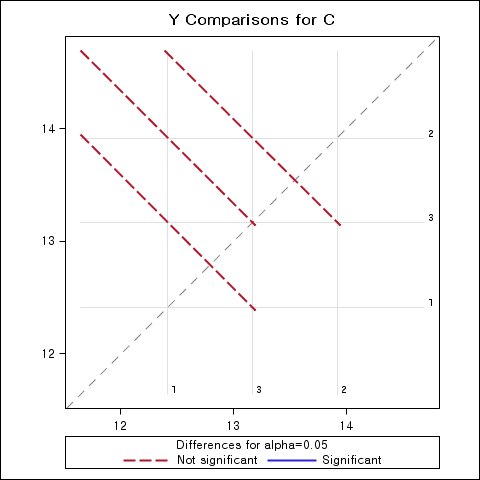 Y Comparisons for C
14
2
3
13
1
12
1 3 2
12 13 14
Differences for alpha=0.05
Not significant Significant